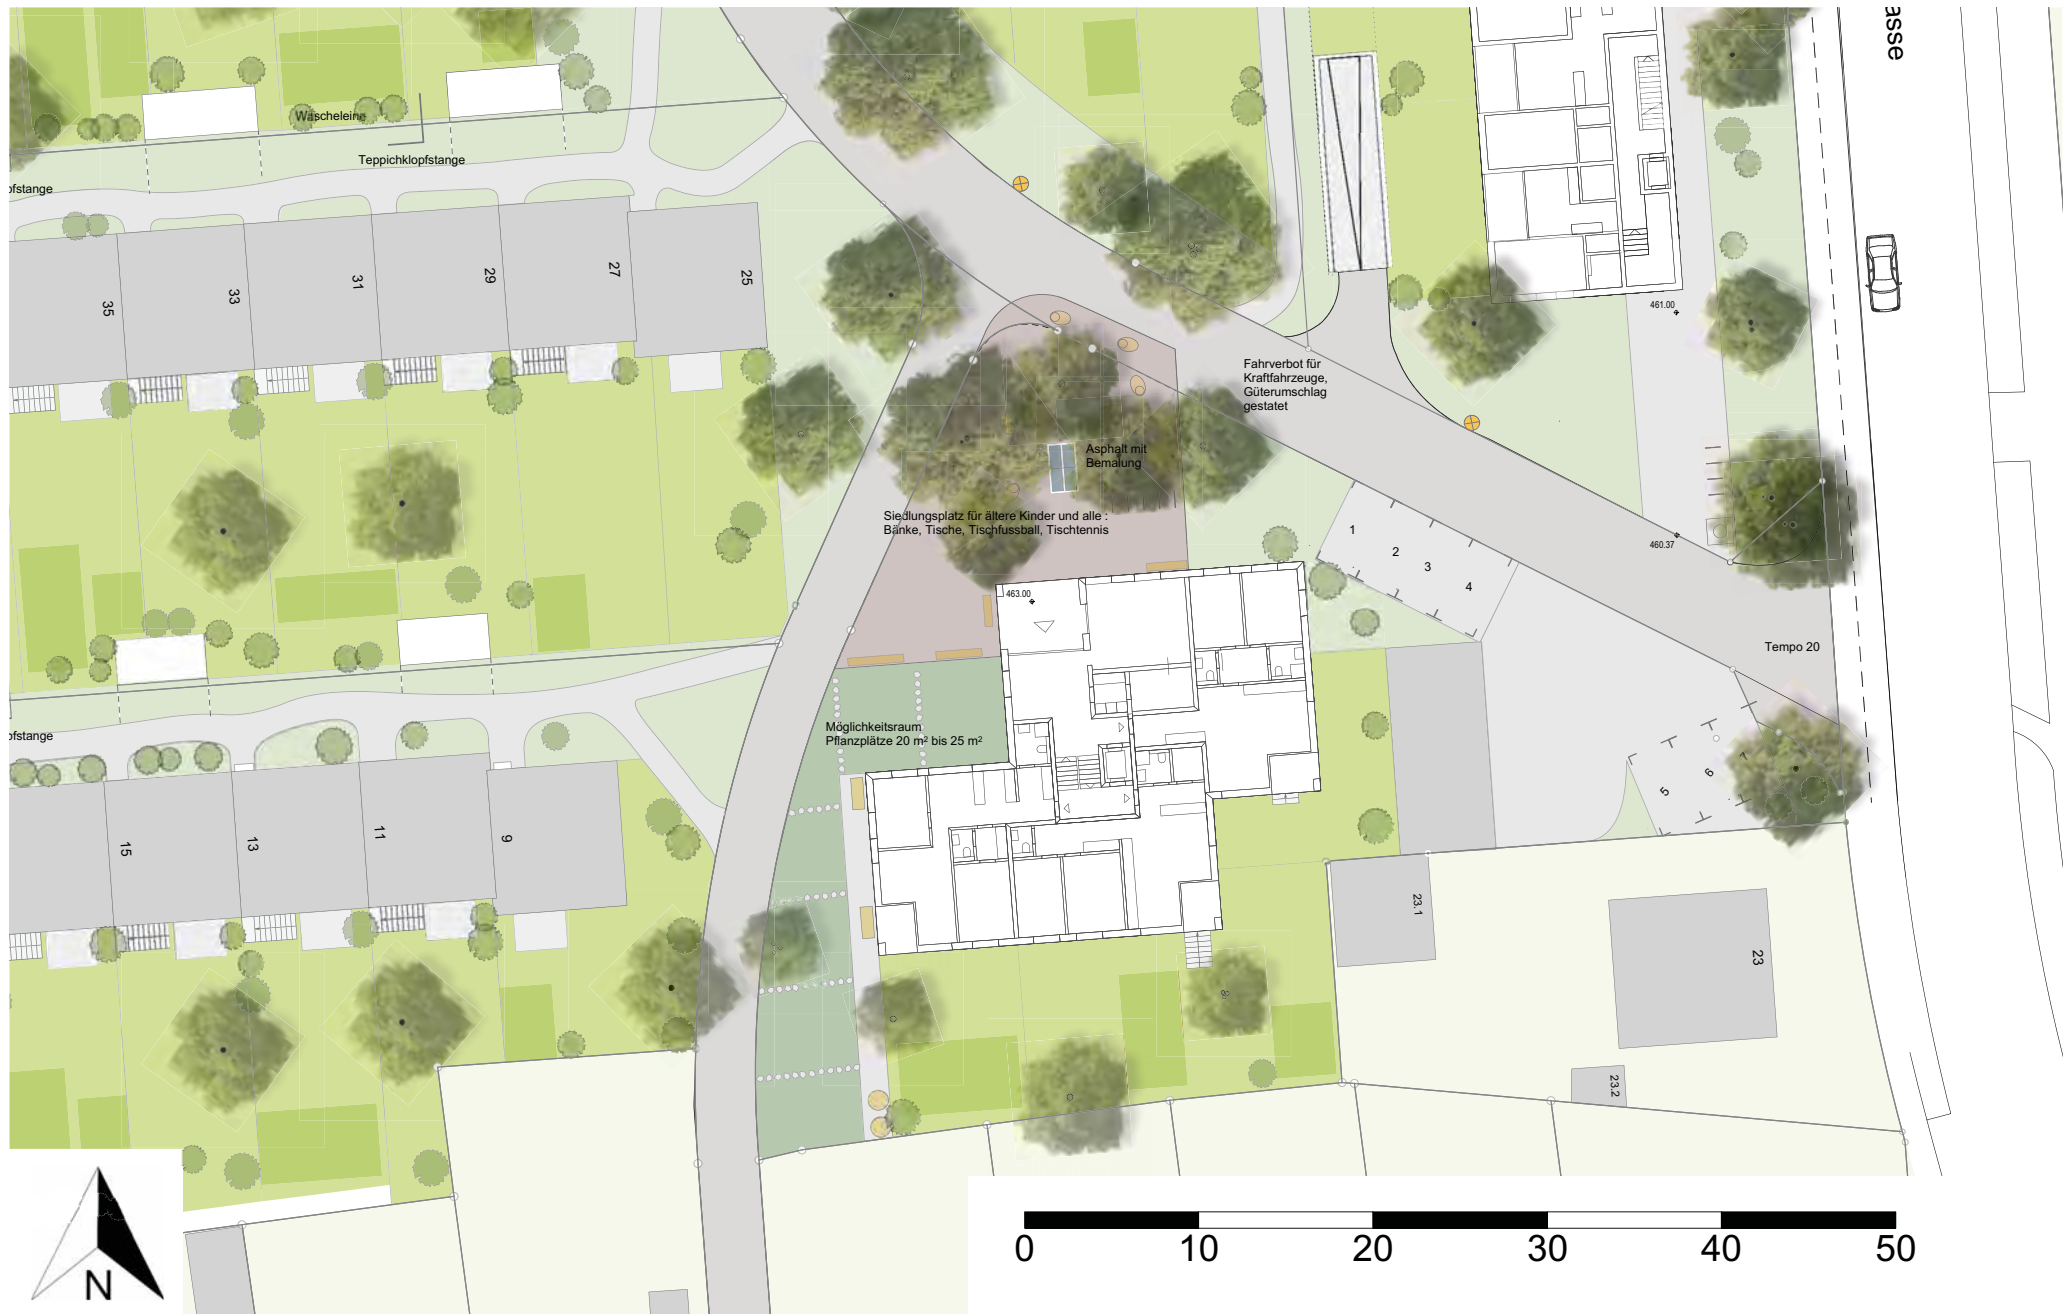 asse
Wäscheleine
Teppichklopfstange
pfstange
35
33
31
29
27
25
461.00
Fahrverbot für
Kraftfahrzeuge,
Güterumschlag
gestattet
Asphalt mit
Bemalung
Siedlungsplatz für ältere Kinder und alle :
Bänke, Tische, Tischfussball, Tischtennis
1
2
3
4
460.37
463.00
Tempo 20
Möglichkeitsraum
Pflanzplätze 20 m² bis 25 m²
pfstange
5
6
7
15
13
11
9
23.1
23
23.2
N
0 10 20 30 40 50